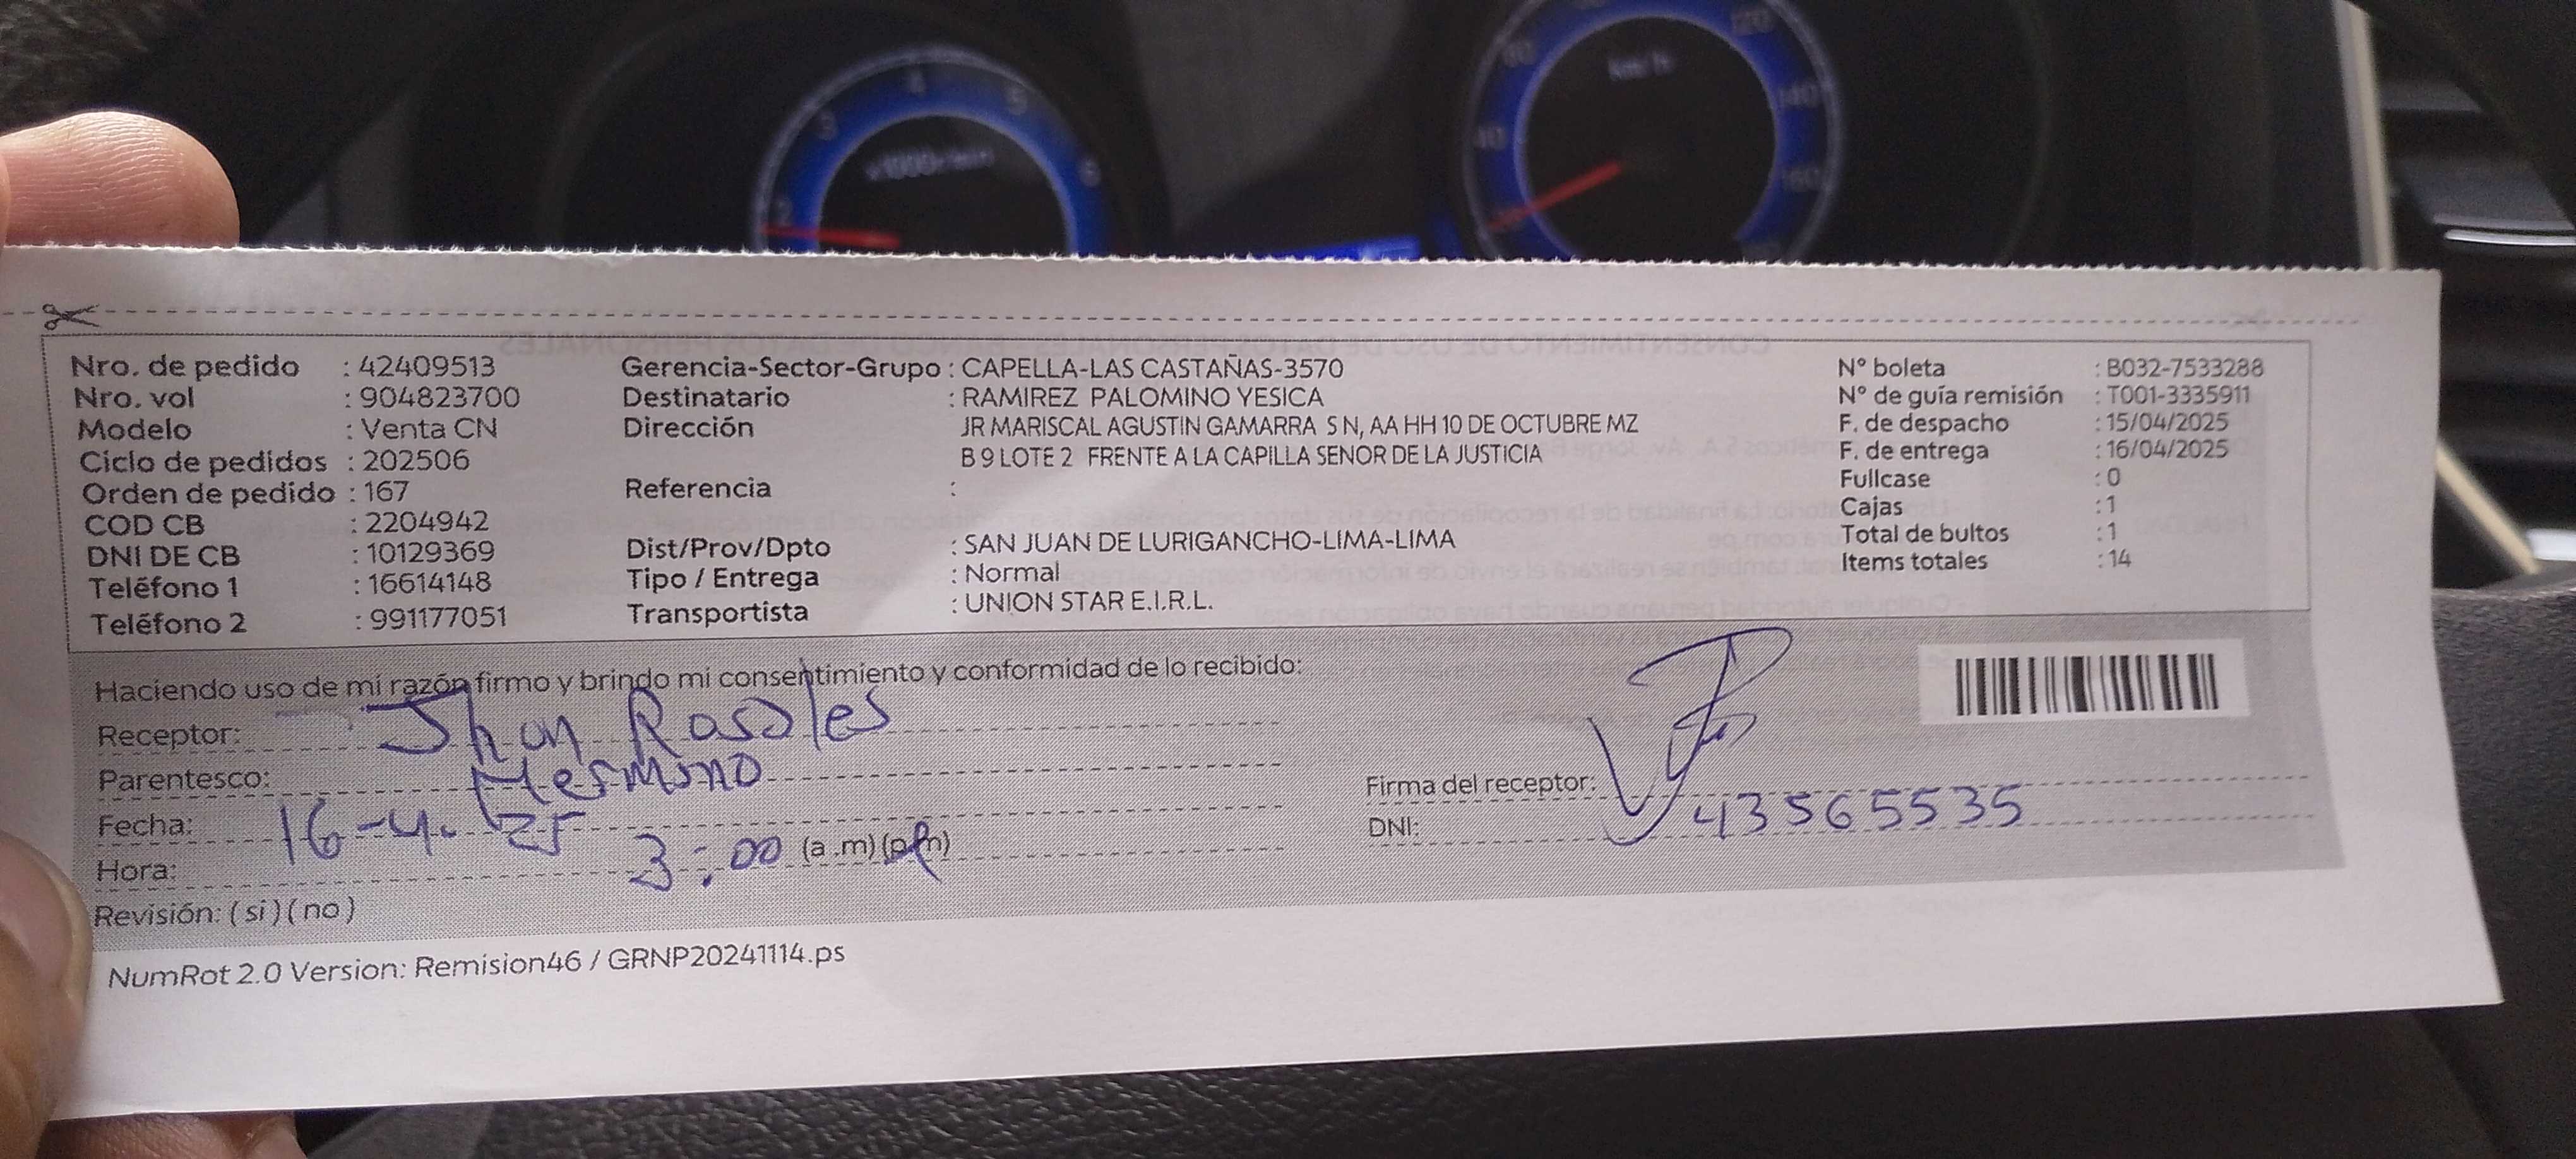 Nro. de pedido : 42409513
Nro. vol : 904823700
Modelo : Venta CN
Ciclo de pedidos : 202506
Orden de pedido : 167
COD CB : 2204942
DNI DE CB : 10129369
Teléfono 1 : 16614148
Teléfono 2 : 991177051
Gerencia-Sector-Grupo : CAPELLA-LAS CASTAÑAS-3570
Destinatario : RAMIREZ PALOMINO YESICA
Dirección JR MARISCAL AGUSTIN GAMARRA S N, AA HH 10 DE OCTUBRE MZ
B 9 LOTE 2 FRENTE A LA CAPILLA SENOR DE LA JUSTICIA
Referencia :
Dist/Prov/Dpto : SAN JUAN DE LURIGANCHO-LIMA-LIMA
Tipo / Entrega : Normal
Transportista : UNION STAR E.I.R.L.
N° boleta : B032-7533288
N° de guía remisión : T001-3335911
F. de despacho : 15/04/2025
F. de entrega : 16/04/2025
Fullcase : 0
Cajas : 1
Total de bultos : 1
Items totales : 14
Haciendo uso de mi razón firmo y brindo mi consentimiento y conformidad de lo recibido:
Receptor: Jhon Rosales
Parentesco: Hermano
Fecha: 16-4-25
Hora: 3:00 (a .m) (p.m)
Revisión: ( si ) ( no )
Firma del receptor:
DNI: 43565535
NumRot 2.0 Version: Remision46 / GRNP20241114.ps